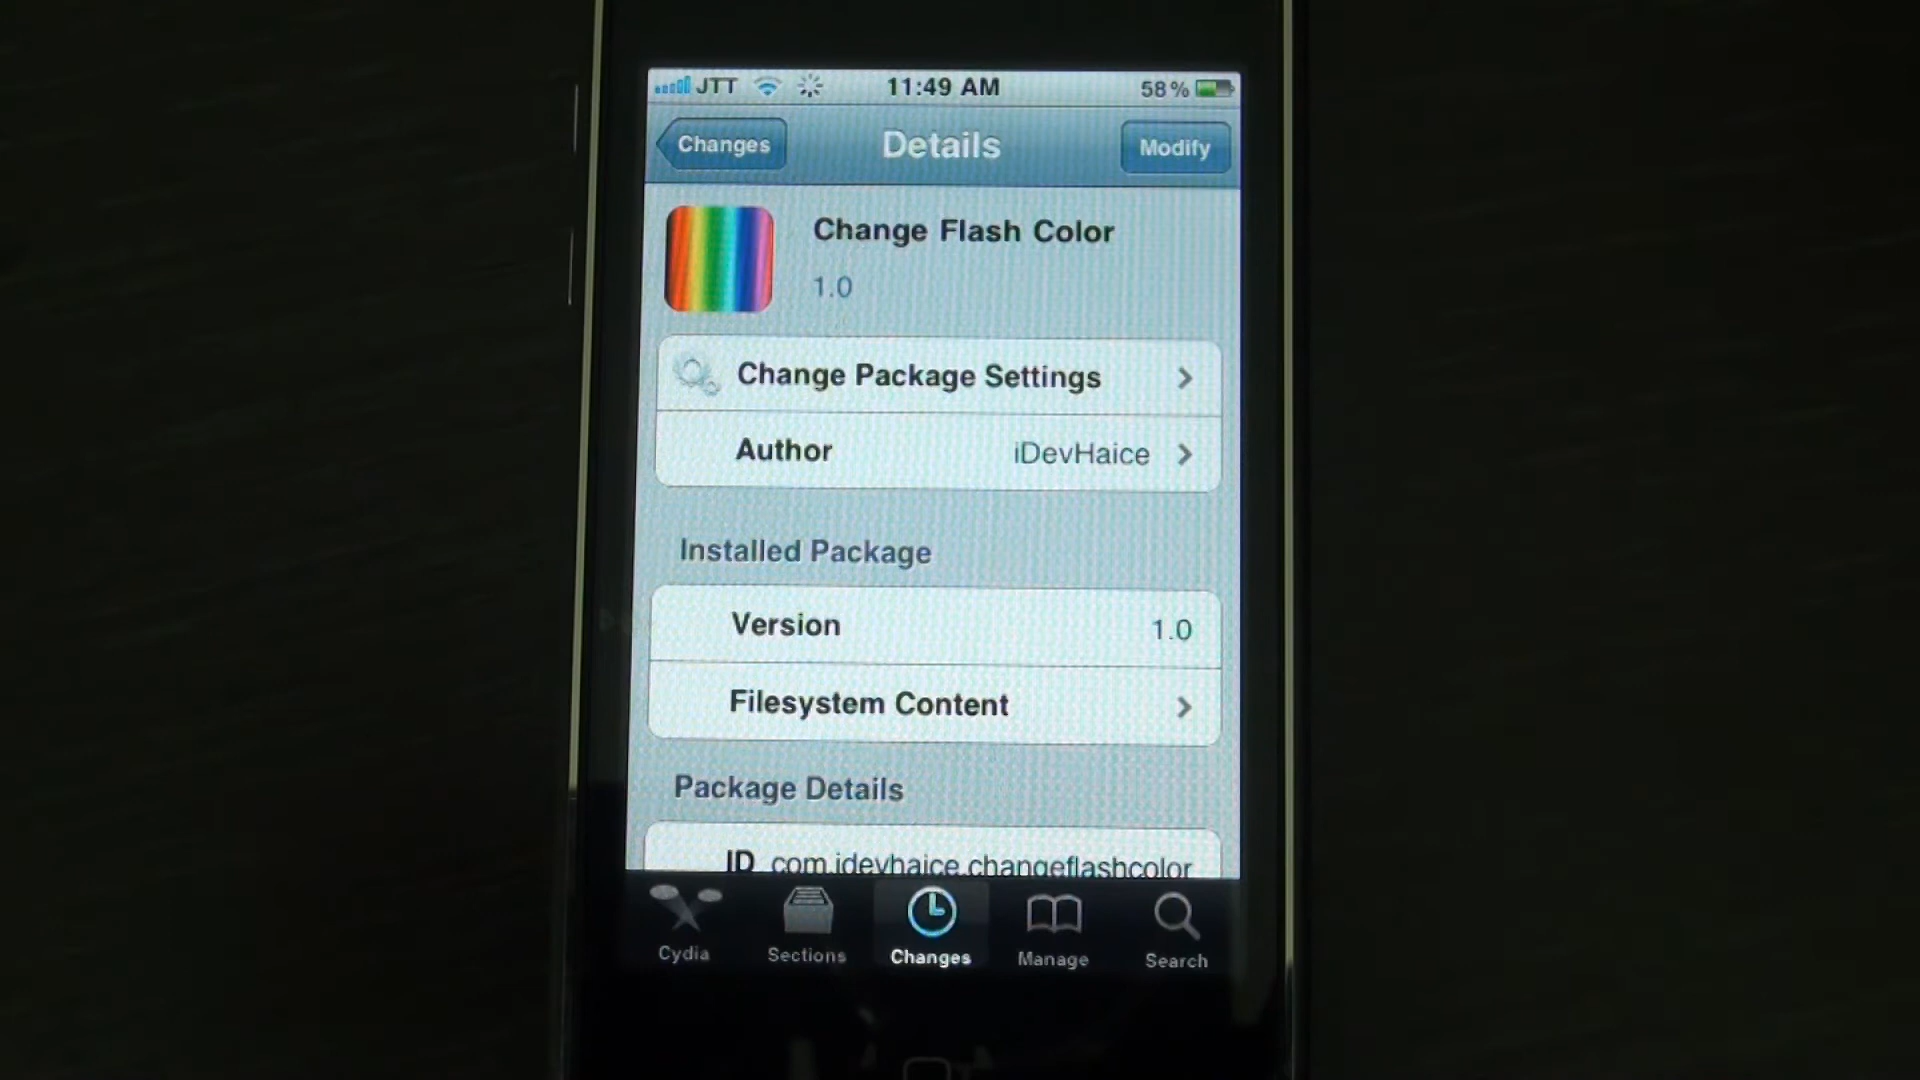 JTT 11:49 AM 58%
Changes Details Modify
Change Flash Color
1.0
Change Package Settings
Author iDevHaice
Installed Package
Version 1.0
Filesystem Content
Package Details
ID com.idevhaice.changeflashcolor
Cydia Sections Changes Manage Search